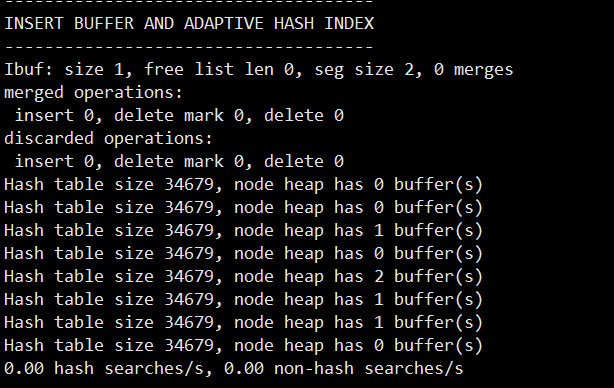 -------------------------------------
INSERT BUFFER AND ADAPTIVE HASH INDEX
-------------------------------------
Ibuf: size 1, free list len 0, seg size 2, 0 merges
merged operations:
 insert 0, delete mark 0, delete 0
discarded operations:
 insert 0, delete mark 0, delete 0
Hash table size 34679, node heap has 0 buffer(s)
Hash table size 34679, node heap has 0 buffer(s)
Hash table size 34679, node heap has 1 buffer(s)
Hash table size 34679, node heap has 0 buffer(s)
Hash table size 34679, node heap has 2 buffer(s)
Hash table size 34679, node heap has 1 buffer(s)
Hash table size 34679, node heap has 1 buffer(s)
Hash table size 34679, node heap has 0 buffer(s)
0.00 hash searches/s, 0.00 non-hash searches/s